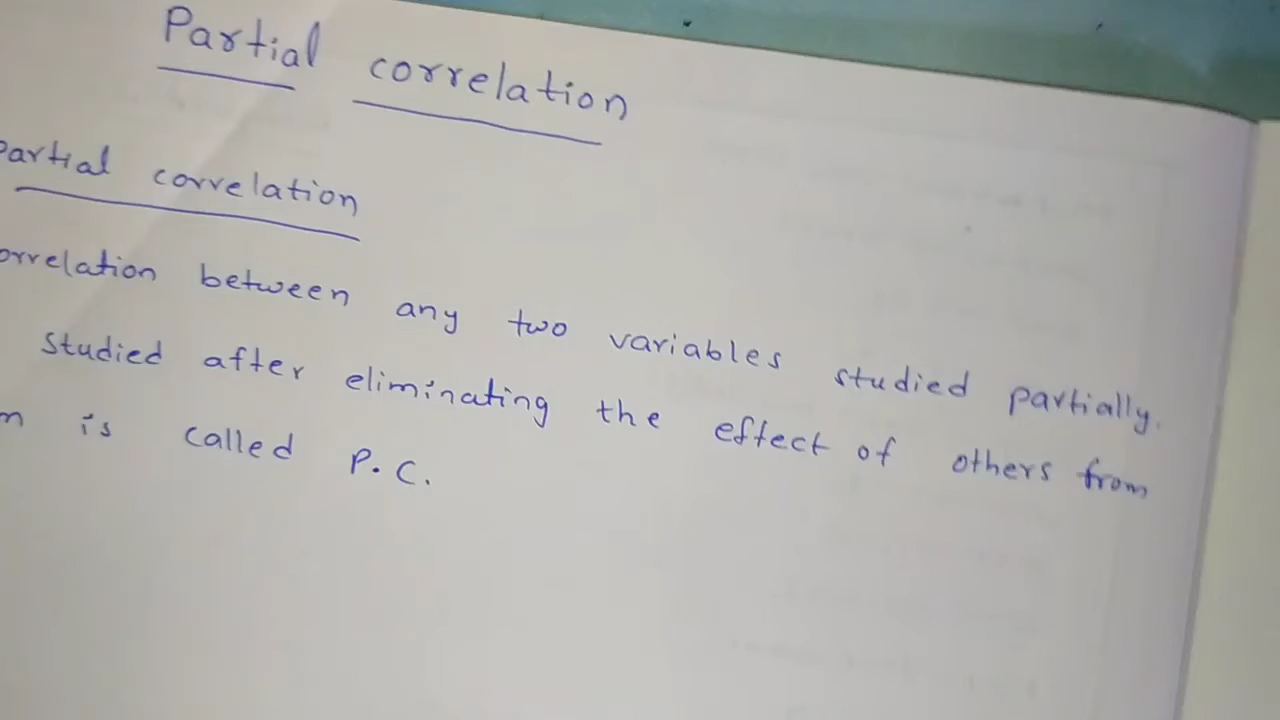 Partial correlation
partial correlation
orrelation between any two variables studied partially.
studied after eliminating the effect of others from
m is called P.C.